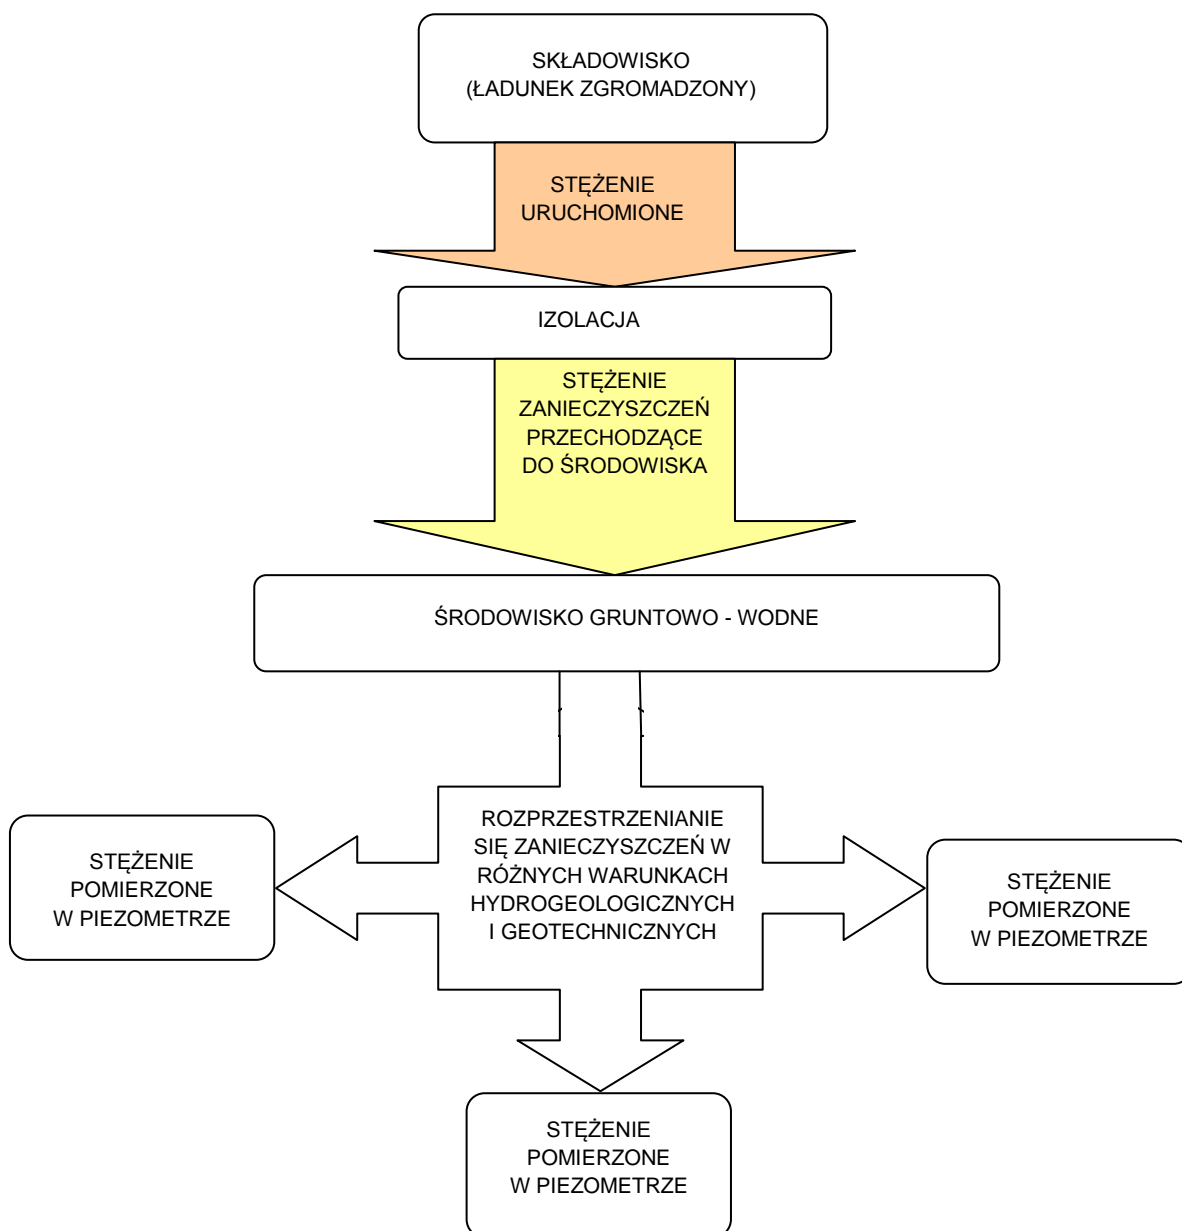 SKŁADOWISKO
(ŁADUNEK ZGROMADZONY)
STĘŻENIE
URUCHOMIONE
IZOLACJA
STĘŻENIE
ZANIECZYSZCZEŃ
PRZECHODZĄCE
DO ŚRODOWISKA
ŚRODOWISKO GRUNTOWO - WODNE
ROZPRZESTRZENIANIE
SIĘ ZANIECZYSZCZEŃ W
RÓŻNYCH WARUNKACH
HYDROGEOLOGICZNYCH
I GEOTECHNICZNYCH
STĘŻENIE
POMIERZONE
W PIEZOMETRZE
STĘŻENIE
POMIERZONE
W PIEZOMETRZE
STĘŻENIE
POMIERZONE
W PIEZOMETRZE